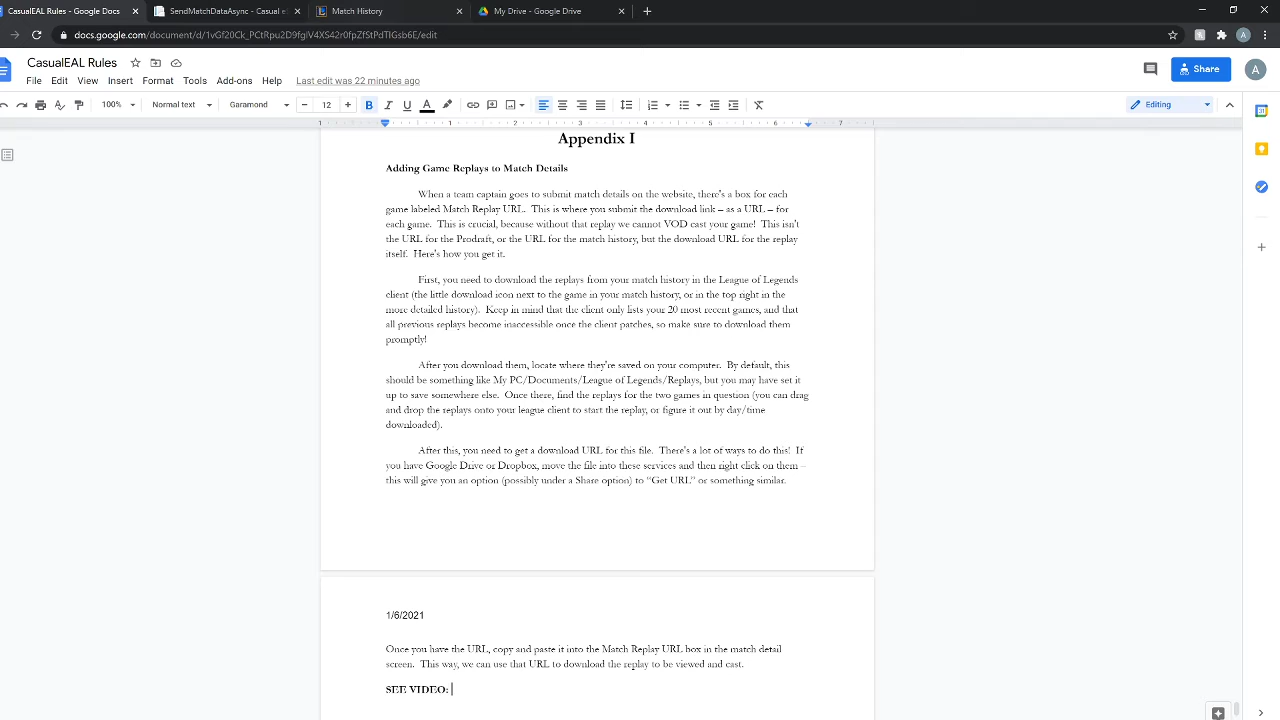 CasualEAL Rules - Google Docs
SendMatchDataAsync - Casual e
Match History
My Drive - Google Drive
docs.google.com/document/d/1vGf20Ck_PCtRpu2D9fglV4XS42r0fpZfStPdTIGsb6E/edit
CasualEAL Rules
File Edit View Insert Format Tools Add-ons Help Last edit was 22 minutes ago
Share
A
100% Normal text Garamond 12 B I U A Editing
1 1 2 3 4 5 6 7
Appendix I
Adding Game Replays to Match Details
When a team captain goes to submit match details on the website, there's a box for each
game labeled Match Replay URL. This is where you submit the download link – as a URL – for
each game. This is crucial, because without that replay we cannot VOD cast your game! This isn't
the URL for the Prodraft, or the URL for the match history, but the download URL for the replay
itself. Here's how you get it.
First, you need to download the replays from your match history in the League of Legends
client (the little download icon next to the game in your match history, or in the top right in the
more detailed history). Keep in mind that the client only lists your 20 most recent games, and that
all previous replays become inaccessible once the client patches, so make sure to download them
promptly!
After you download them, locate where they're saved on your computer. By default, this
should be something like My PC/Documents/League of Legends/Replays, but you may have set it
up to save somewhere else. Once there, find the replays for the two games in question (you can drag
and drop the replays onto your league client to start the replay, or figure it out by day/time
downloaded).
After this, you need to get a download URL for this file. There's a lot of ways to do this! If
you have Google Drive or Dropbox, move the file into these services and then right click on them –
this will give you an option (possibly under a Share option) to “Get URL” or something similar.
1/6/2021
Once you have the URL, copy and paste it into the Match Replay URL box in the match detail
screen. This way, we can use that URL to download the replay to be viewed and cast.
SEE VIDEO: